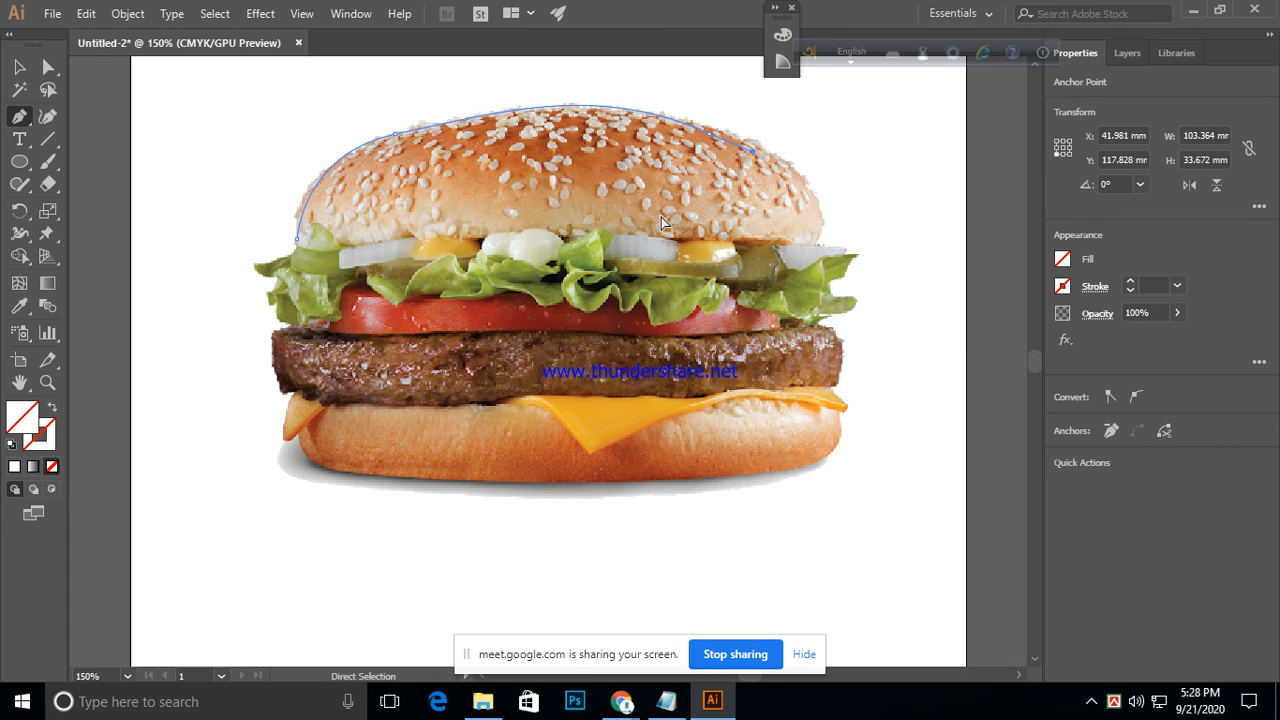 Ai File Edit Object Type Select Effect View Window Help Br St Essentials Search Adobe Stock
Untitled-2* @ 150% (CMYK/GPU Preview)
English
Properties Layers Libraries
Anchor Point
Transform
X: 41.981 mm W: 103.364 mm
Y: 117.828 mm H: 33.672 mm
0°
Appearance
Fill
Stroke
Opacity 100%
fx.
Convert:
Anchors:
Quick Actions
www.thundershare.net
meet.google.com is sharing your screen. Stop sharing Hide
150% 1 Direct Selection
Type here to search
Ps Ai
5:28 PM
9/21/2020